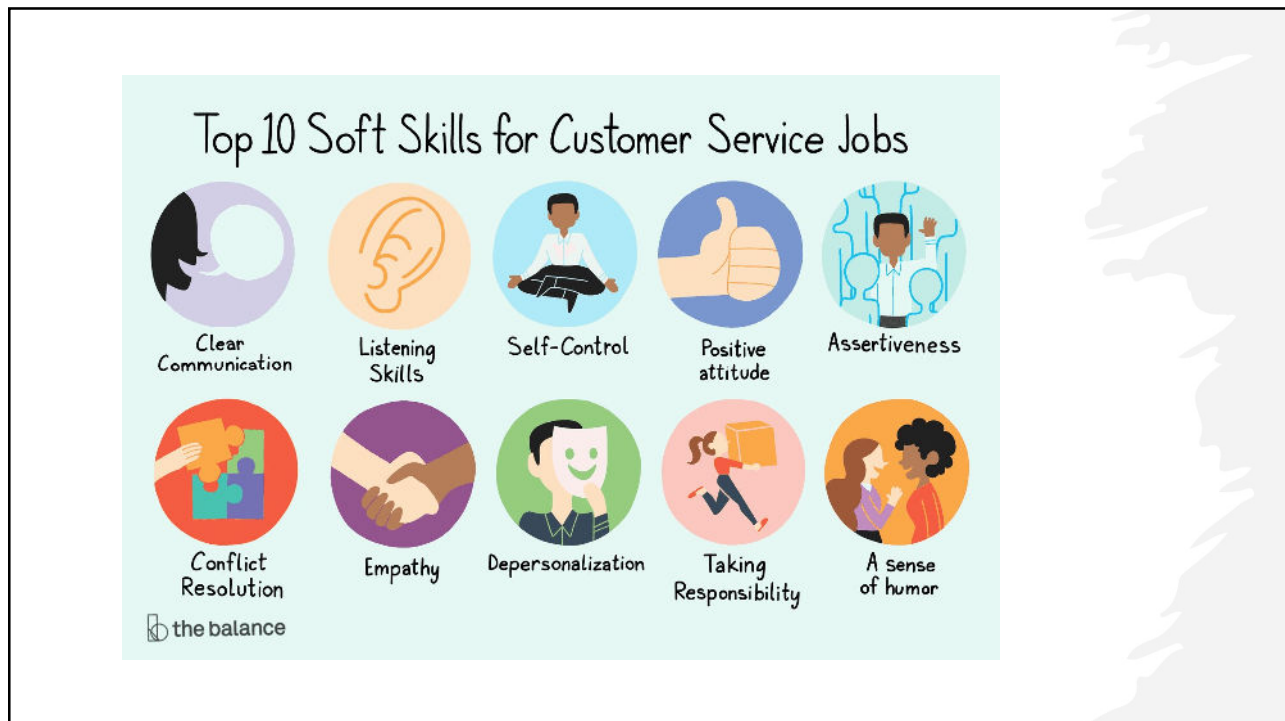 Top 10 Soft Skills for Customer Service Jobs
Clear
Communication
Listening
Skills
Self-Control
Positive
attitude
Assertiveness
Conflict
Resolution
Empathy
Depersonalization
Taking
Responsibility
A sense
of humor
the balance